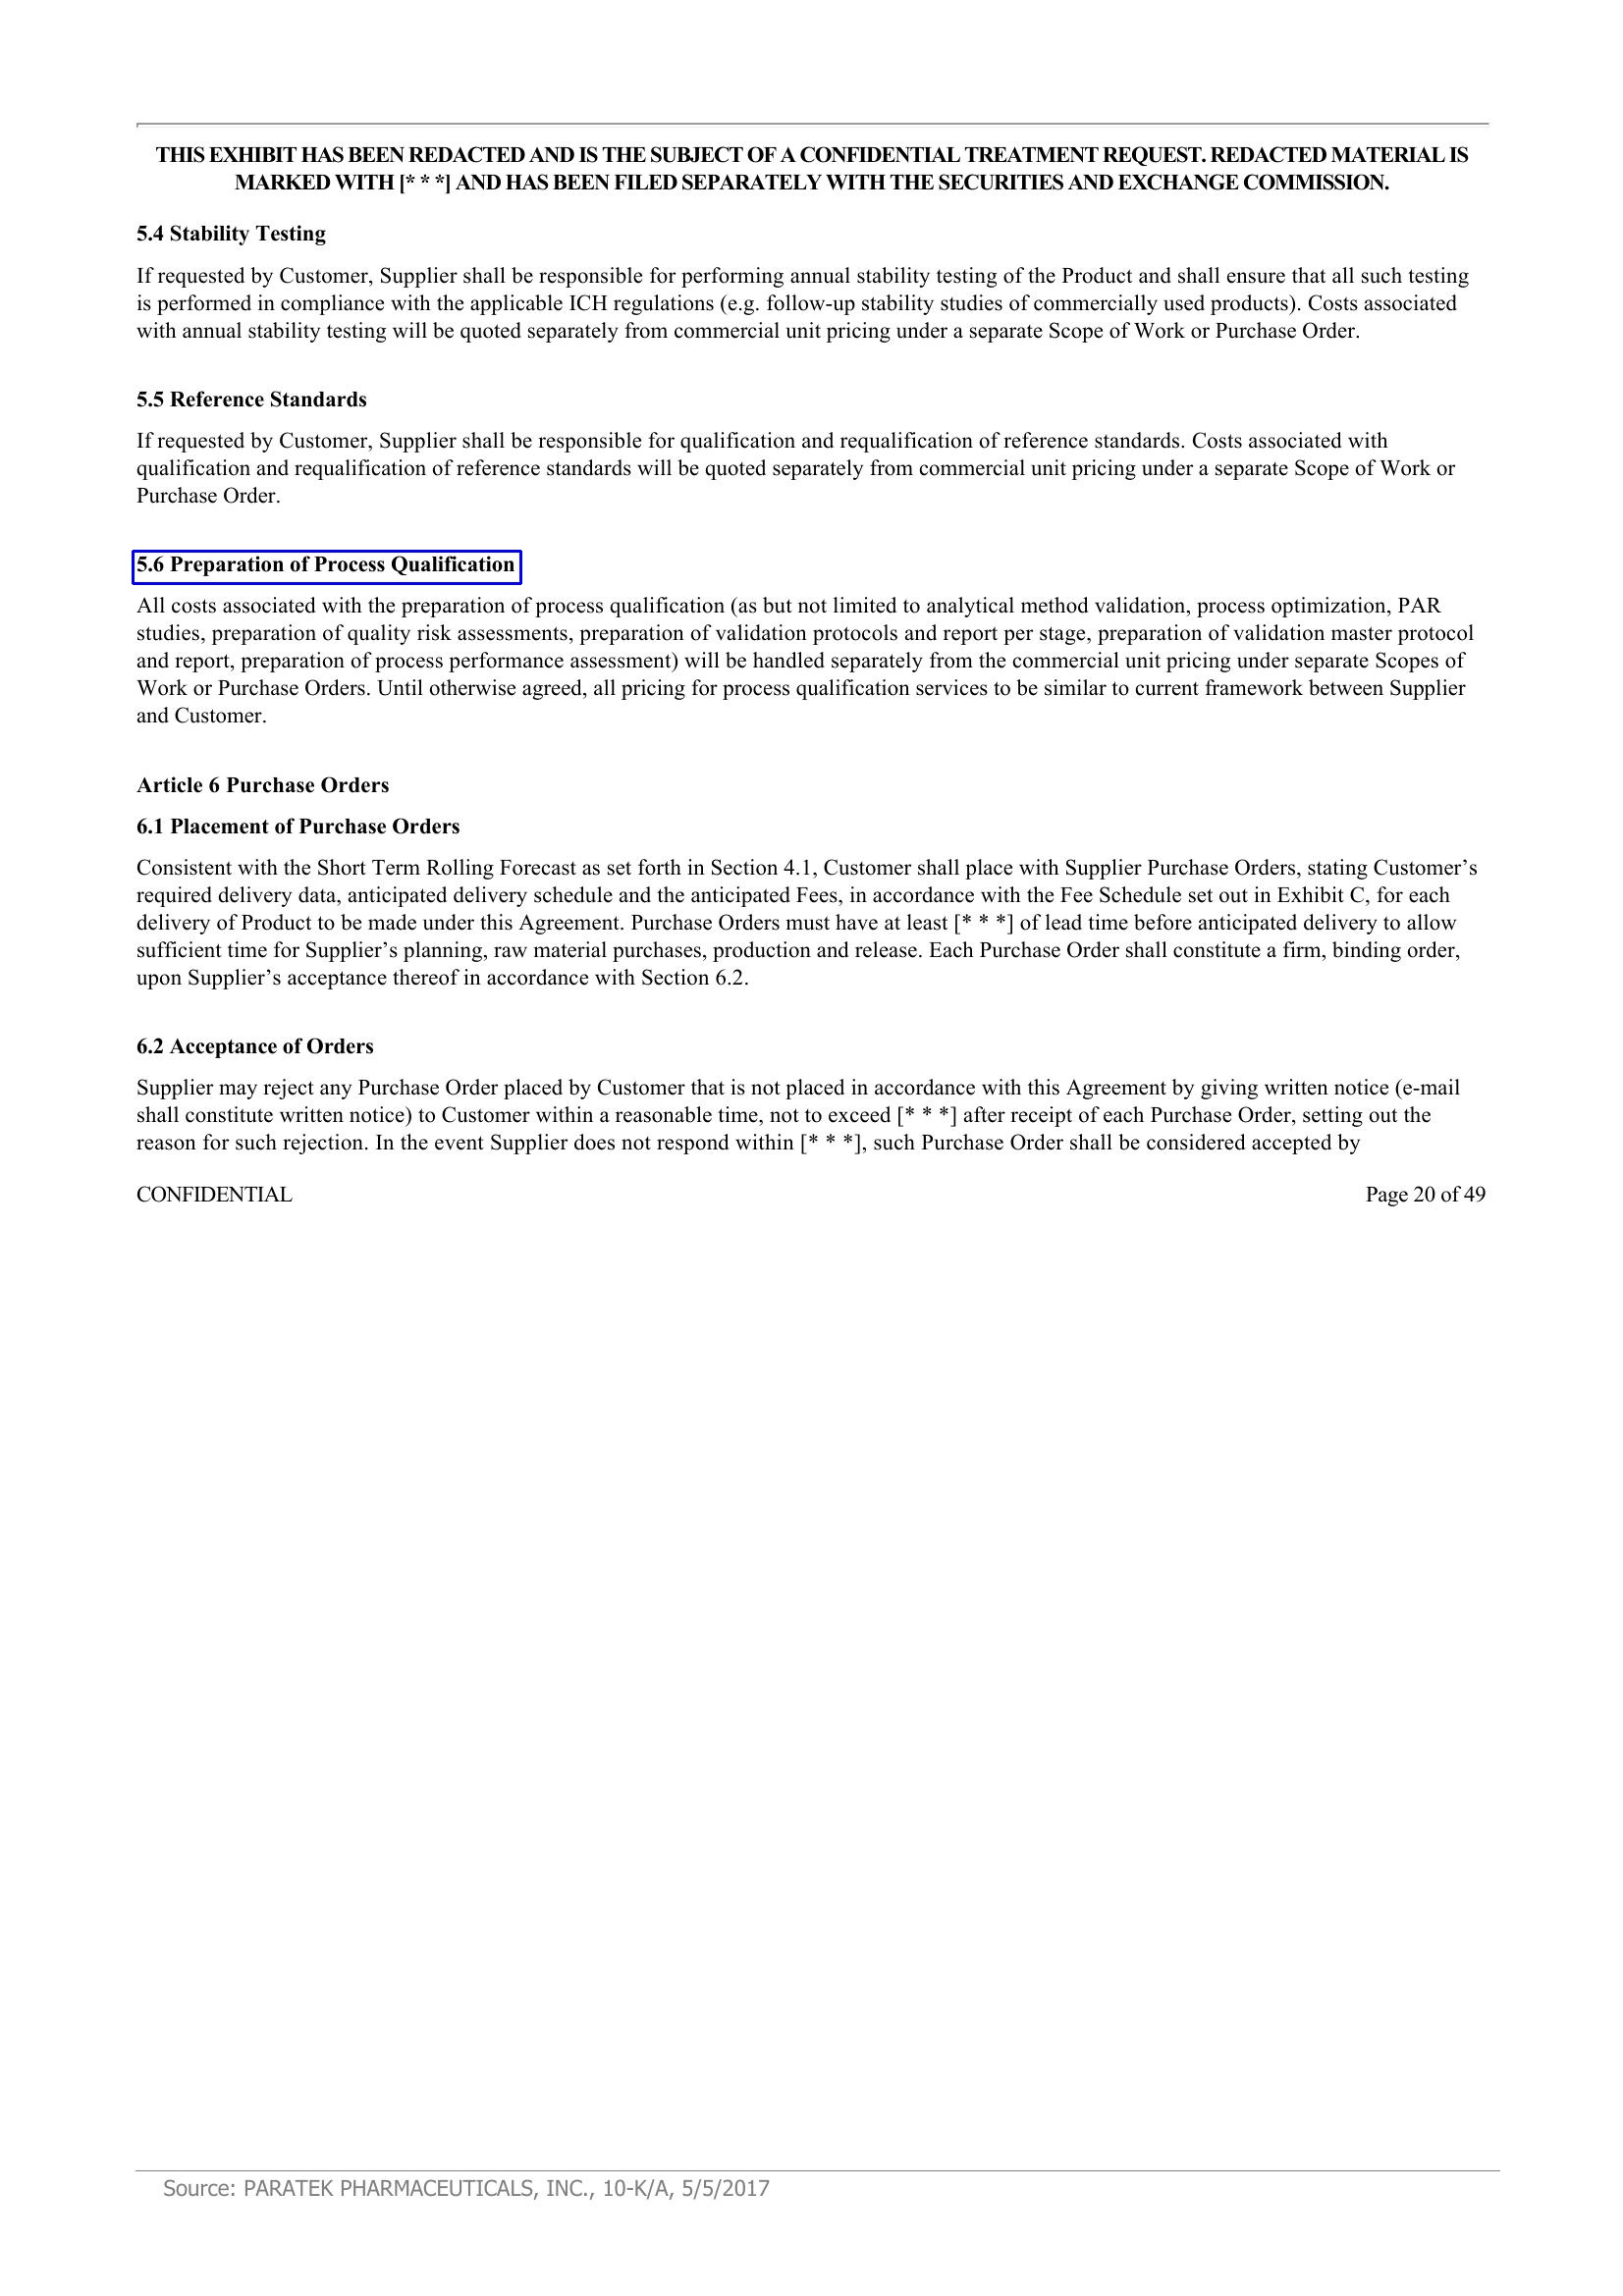 THIS EXHIBIT HAS BEEN REDACTED AND IS THE SUBJECT OF A CONFIDENTIAL TREATMENT REQUEST. REDACTED MATERIAL IS
MARKED WITH [* * *] AND HAS BEEN FILED SEPARATELY WITH THE SECURITIES AND EXCHANGE COMMISSION.
5.4 Stability Testing
If requested by Customer, Supplier shall be responsible for performing annual stability testing of the Product and shall ensure that all such testing
is performed in compliance with the applicable ICH regulations (e.g. follow-up stability studies of commercially used products). Costs associated
with annual stability testing will be quoted separately from commercial unit pricing under a separate Scope of Work or Purchase Order.
5.5 Reference Standards
If requested by Customer, Supplier shall be responsible for qualification and requalification of reference standards. Costs associated with
qualification and requalification of reference standards will be quoted separately from commercial unit pricing under a separate Scope of Work or
Purchase Order.
5.6 Preparation of Process Qualification
All costs associated with the preparation of process qualification (as but not limited to analytical method validation, process optimization, PAR
studies, preparation of quality risk assessments, preparation of validation protocols and report per stage, preparation of validation master protocol
and report, preparation of process performance assessment) will be handled separately from the commercial unit pricing under separate Scopes of
Work or Purchase Orders. Until otherwise agreed, all pricing for process qualification services to be similar to current framework between Supplier
and Customer.
Article 6 Purchase Orders
6.1 Placement of Purchase Orders
Consistent with the Short Term Rolling Forecast as set forth in Section 4.1, Customer shall place with Supplier Purchase Orders, stating Customer’s
required delivery data, anticipated delivery schedule and the anticipated Fees, in accordance with the Fee Schedule set out in Exhibit C, for each
delivery of Product to be made under this Agreement. Purchase Orders must have at least [* * *] of lead time before anticipated delivery to allow
sufficient time for Supplier’s planning, raw material purchases, production and release. Each Purchase Order shall constitute a firm, binding order,
upon Supplier’s acceptance thereof in accordance with Section 6.2.
6.2 Acceptance of Orders
Supplier may reject any Purchase Order placed by Customer that is not placed in accordance with this Agreement by giving written notice (e-mail
shall constitute written notice) to Customer within a reasonable time, not to exceed [* * *] after receipt of each Purchase Order, setting out the
reason for such rejection. In the event Supplier does not respond within [* * *], such Purchase Order shall be considered accepted by
CONFIDENTIAL Page 20 of 49
Source: PARATEK PHARMACEUTICALS, INC., 10-K/A, 5/5/2017